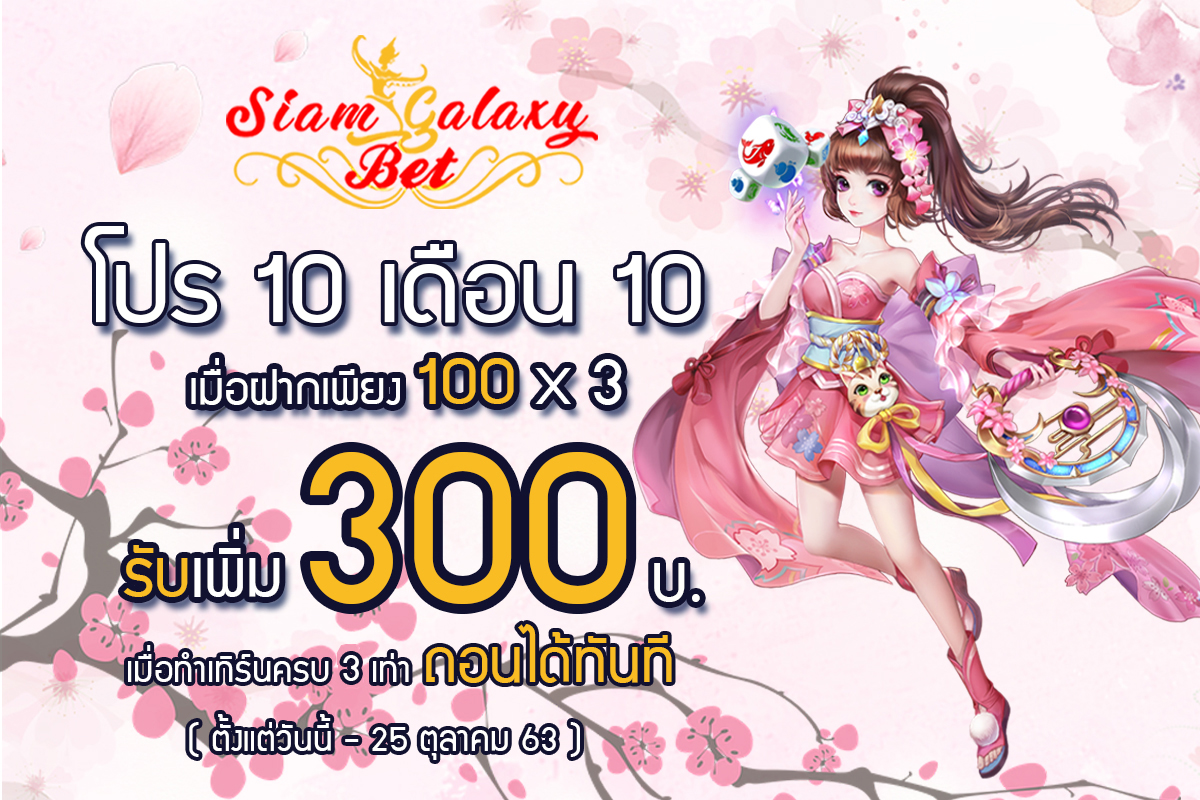 Siam Galaxy
Bet
โปร 10 เดือน 10
เมื่อฝากเพียง 100 x 3
รับเพิ่ม 300 บ.
เมื่อทำเทิร์นครบ 3 เท่า ถอนได้ทันที
( ตั้งแต่วันนี้ - 25 ตุลาคม 63 )